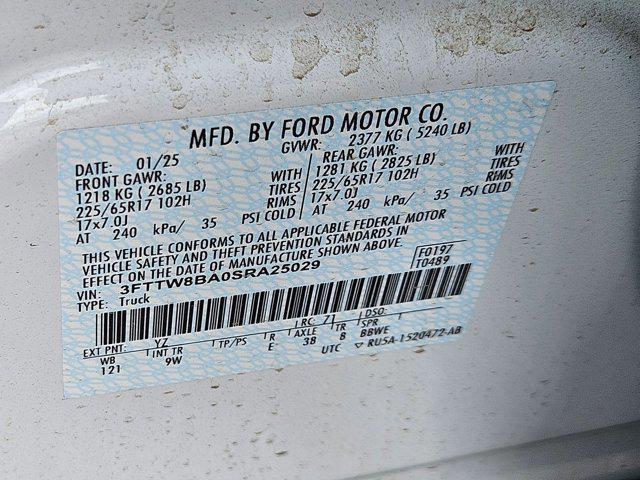 MFD. BY FORD MOTOR CO.
DATE: 01/25 GVWR: 2377 KG ( 5240 LB)
FRONT GAWR: WITH REAR GAWR: WITH
1218 KG ( 2685 LB) TIRES 1281 KG ( 2825 LB) TIRES
225/65R17 102H RIMS 225/65R17 102H RIMS
17x7.0J PSI COLD 17x7.0J PSI COLD
AT 240 kPa/ 35 AT 240 kPa/ 35
THIS VEHICLE CONFORMS TO ALL APPLICABLE FEDERAL MOTOR
VEHICLE SAFETY AND THEFT PREVENTION STANDARDS IN
EFFECT ON THE DATE OF MANUFACTURE SHOWN ABOVE.
VIN: 3FTTW8BA0SRA25029 F0197
TYPE: Truck T0489
EXT PNT: YZ RC: 71 DSO:
WB INT TR TP/PS R AXLE TR SPR
121 9W E 38 8 BBWE
UTC RU5A-1520472-AB